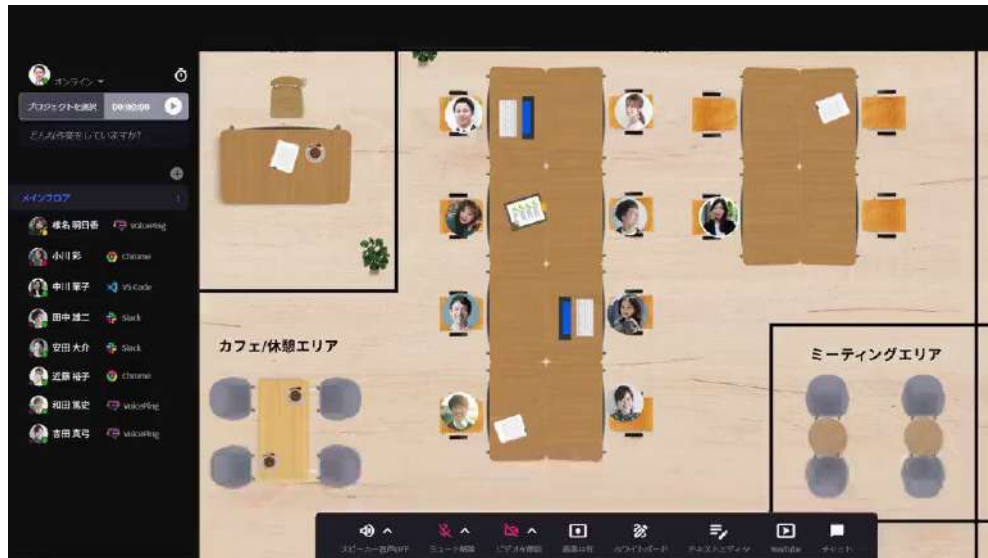 オンライン
プロジェクトを選択 00:00:00
どんな作業をしていますか?
メインフロア
椎名 明日香 VoicePing
小川 彩 Chrome
中川 華子 VS Code
田中 雄二 Slack
安田 大介 Slack
近藤 裕子 Chrome
和田 篤史 VoicePing
吉田 真弓 VoicePing
カフェ/休憩エリア
ミーティングエリア
スピーカー音声OFF ミュート解除 ビデオを開始 画面共有 ホワイトボード テキストエディタ YouTube チャット